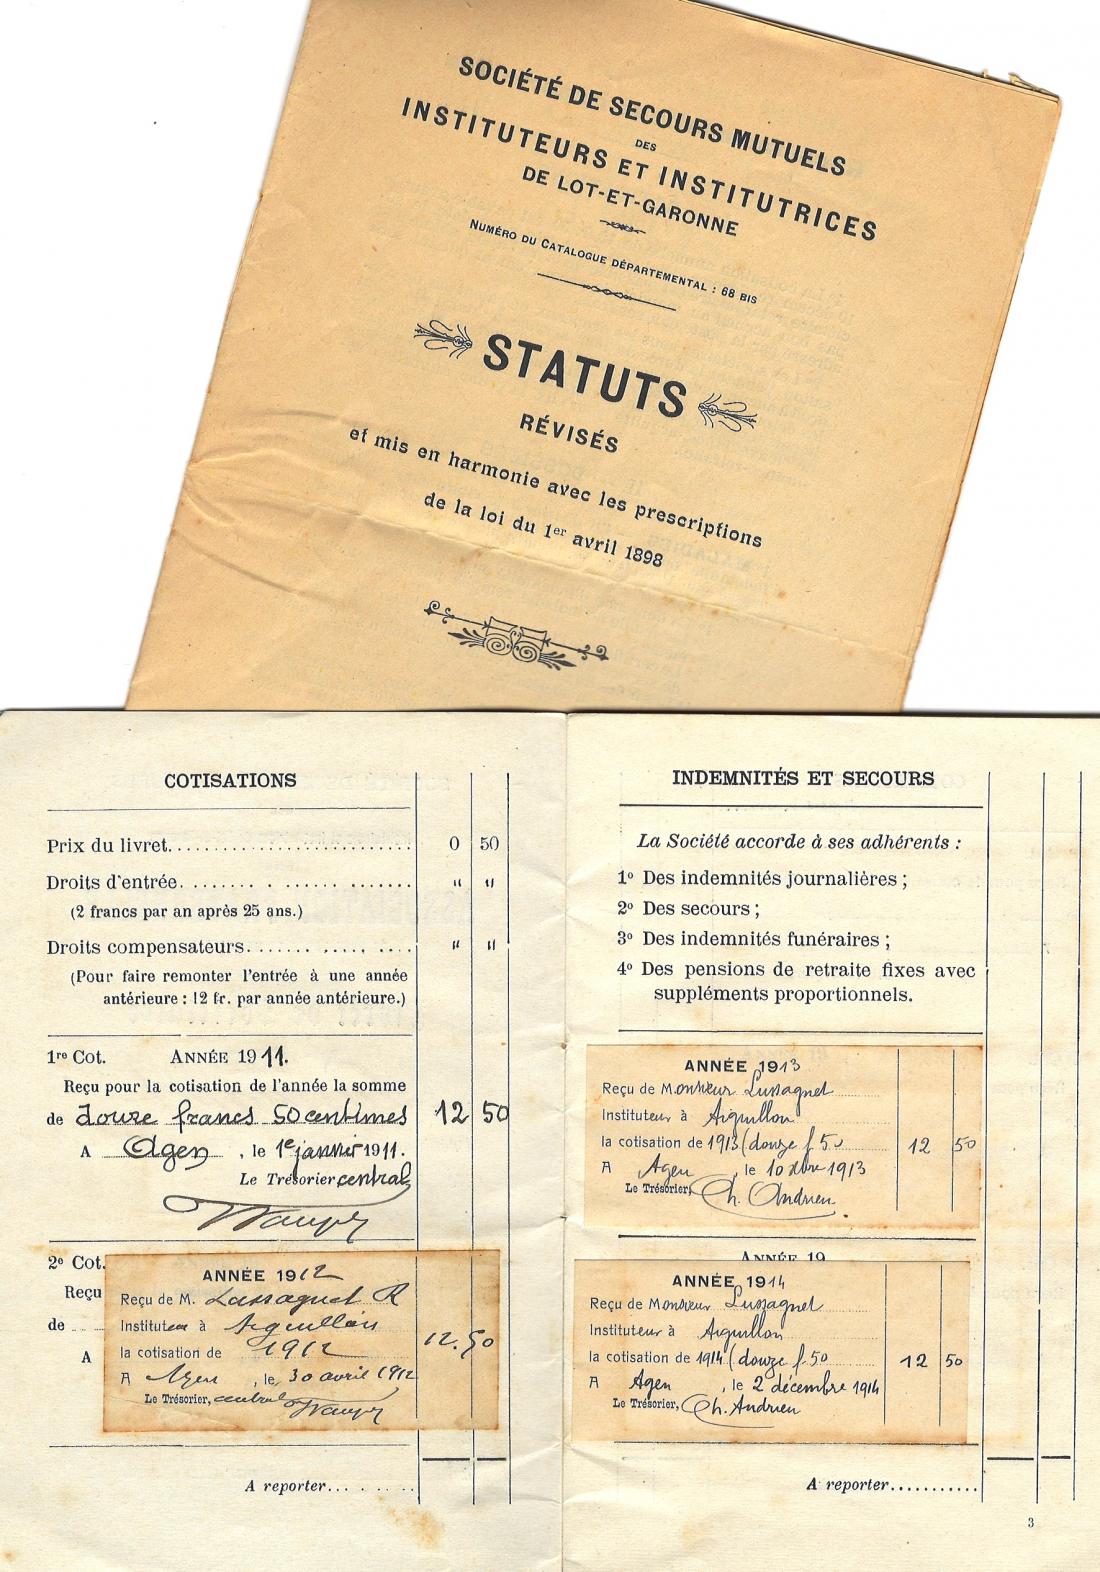 SOCIÉTÉ DE SECOURS MUTUELS
DES
INSTITUTEURS ET INSTITUTRICES
DE LOT-ET-GARONNE
NUMÉRO DU CATALOGUE DÉPARTEMENTAL : 68 BIS
STATUTS
RÉVISÉS
et mis en harmonie avec les prescriptions
de la loi du 1er avril 1898
COTISATIONS
Prix du livret........................... 0 50
Droits d'entrée. ....... . ...... ....... " "
(2 francs par an après 25 ans.)
Droits compensateurs....... ..... .... " "
(Pour faire remonter l'entrée à une année
antérieure : 12 fr. par année antérieure.)
1re Cot. ANNÉE 1911.
Reçu pour la cotisation de l'année la somme
de douze francs 50 centimes 12 50
A Agen, le 1er janvier 1911.
Le Trésorier central
2e Cot.
Reçu
de
A
ANNÉE 1912
Reçu de M. Lassagnet R
Instituteur à Aiguillon
la cotisation de 1912 12.50
A Agen, le 30 avril 1912
Le Trésorier, central
A reporter... . ....
INDEMNITÉS ET SECOURS
La Société accorde à ses adhérents :
1º Des indemnités journalières ;
2º Des secours ;
3º Des indemnités funéraires ;
4º Des pensions de retraite fixes avec
suppléments proportionnels.
ANNÉE 1913
Reçu de Monsieur Lussagnet
Instituteur à Aiguillon
la cotisation de 1913 (douze f. 50 12 50
A Agen, le 10 xbre 1913
Le Trésorier, Ch. Andrieu
ANNÉE 19
ANNÉE 1914
Reçu de Monsieur Lussagnet
Instituteur à Aiguillon
la cotisation de 1914 (douze f. 50 12 50
A Agen, le 2 décembre 1914
Le Trésorier, Ch. Andrieu
A reporter...........
3